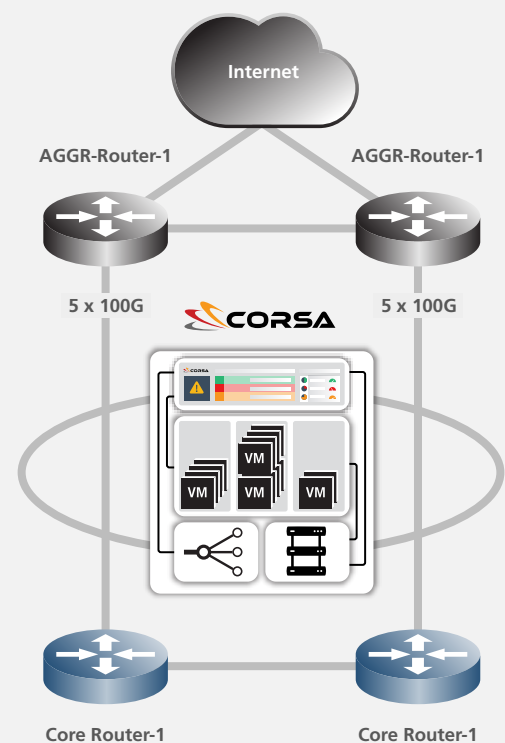 Internet
AGGR-Router-1
AGGR-Router-1
5 x 100G
5 x 100G
CORSA
CORSA
VM
VM
VM
VM
Core Router-1
Core Router-1